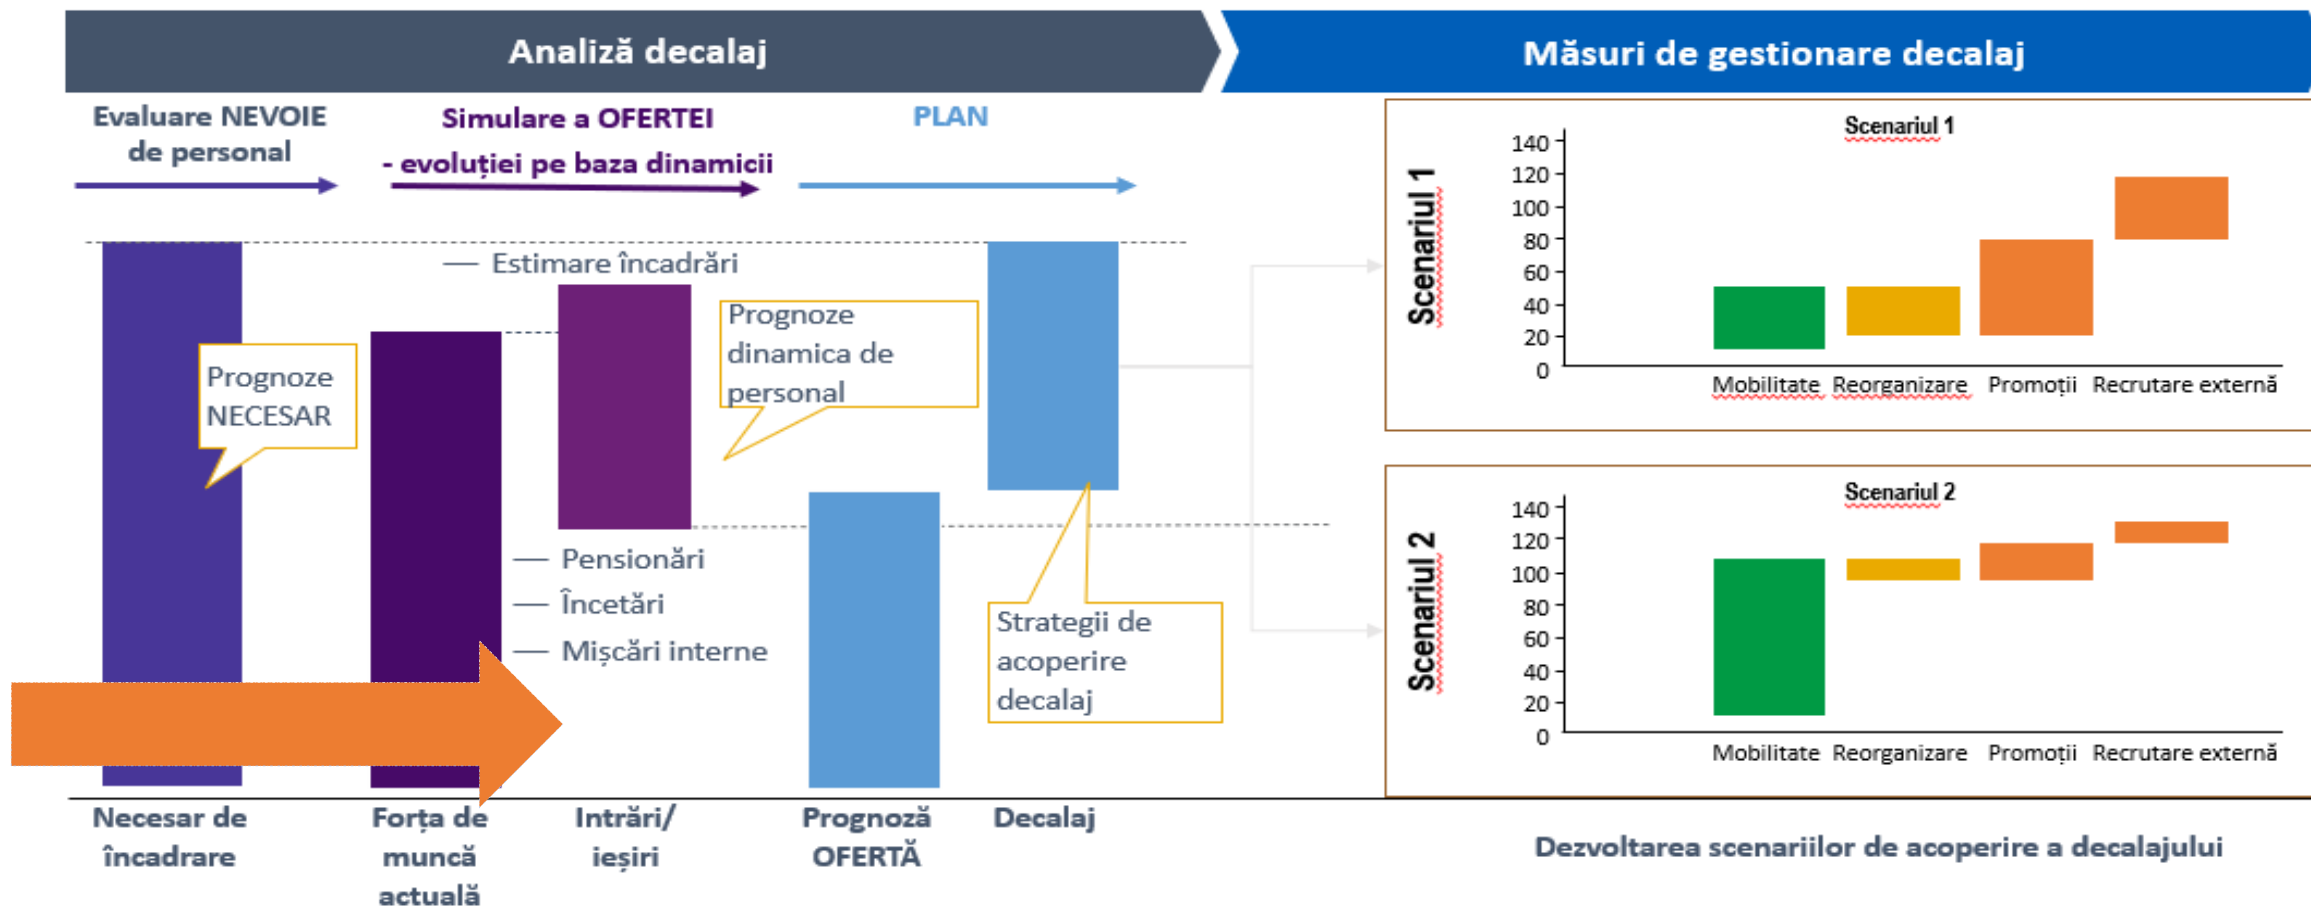 Analiză decalaj
Măsuri de gestionare decalaj
Evaluare NEVOIE
de personal
Simulare a OFERTEI
- evoluției pe baza dinamicii
PLAN
Estimare încadrări
Prognoze
NECESAR
Prognoze
dinamica de
personal
Pensionări
Încetări
Mișcări interne
Strategii de
acoperire
decalaj
Necesar de
încadrare
Forța de
muncă
actuală
Intrări/
ieșiri
Prognoză
OFERTĂ
Decalaj
Scenariul 1
Scenariul 1
140
120
100
80
60
40
20
0
Mobilitate Reorganizare Promoții Recrutare externă
Scenariul 2
Scenariul 2
140
120
100
80
60
40
20
0
Mobilitate Reorganizare Promoții Recrutare externă
Dezvoltarea scenariilor de acoperire a decalajului